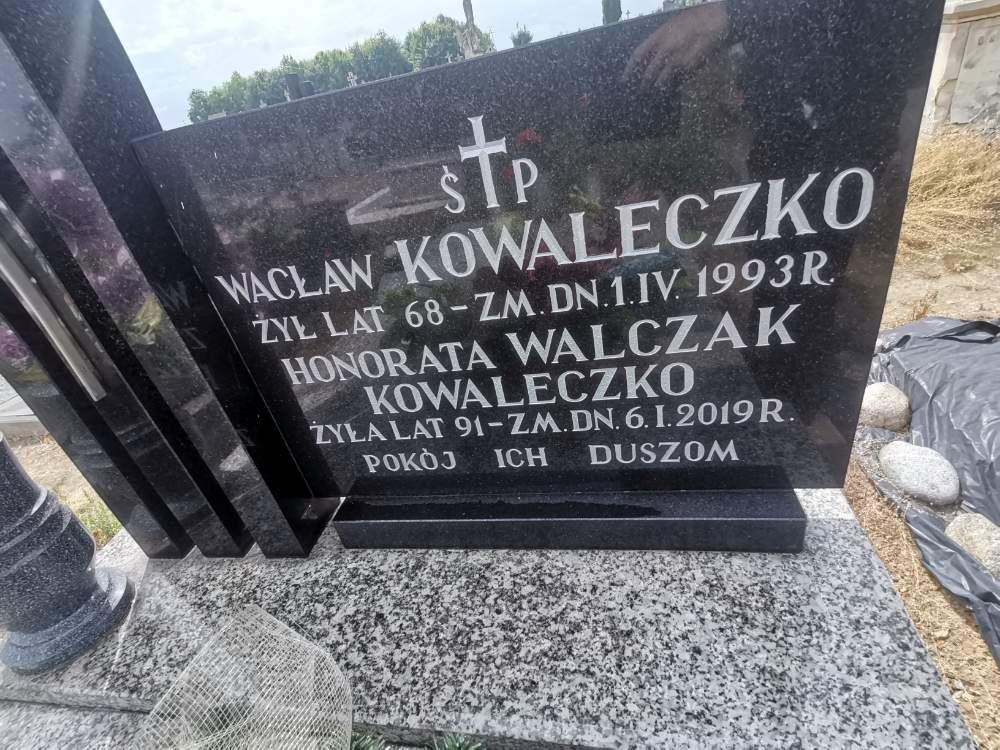 Ś P
WACŁAW KOWALECZKO
ŻYŁ LAT 68 - ZM. DN. 1. IV. 1993 R.
HONORATA WALCZAK
KOWALECZKO
ŻYŁA LAT 91 - ZM. DN. 6. I. 2019 R.
POKÓJ ICH DUSZOM